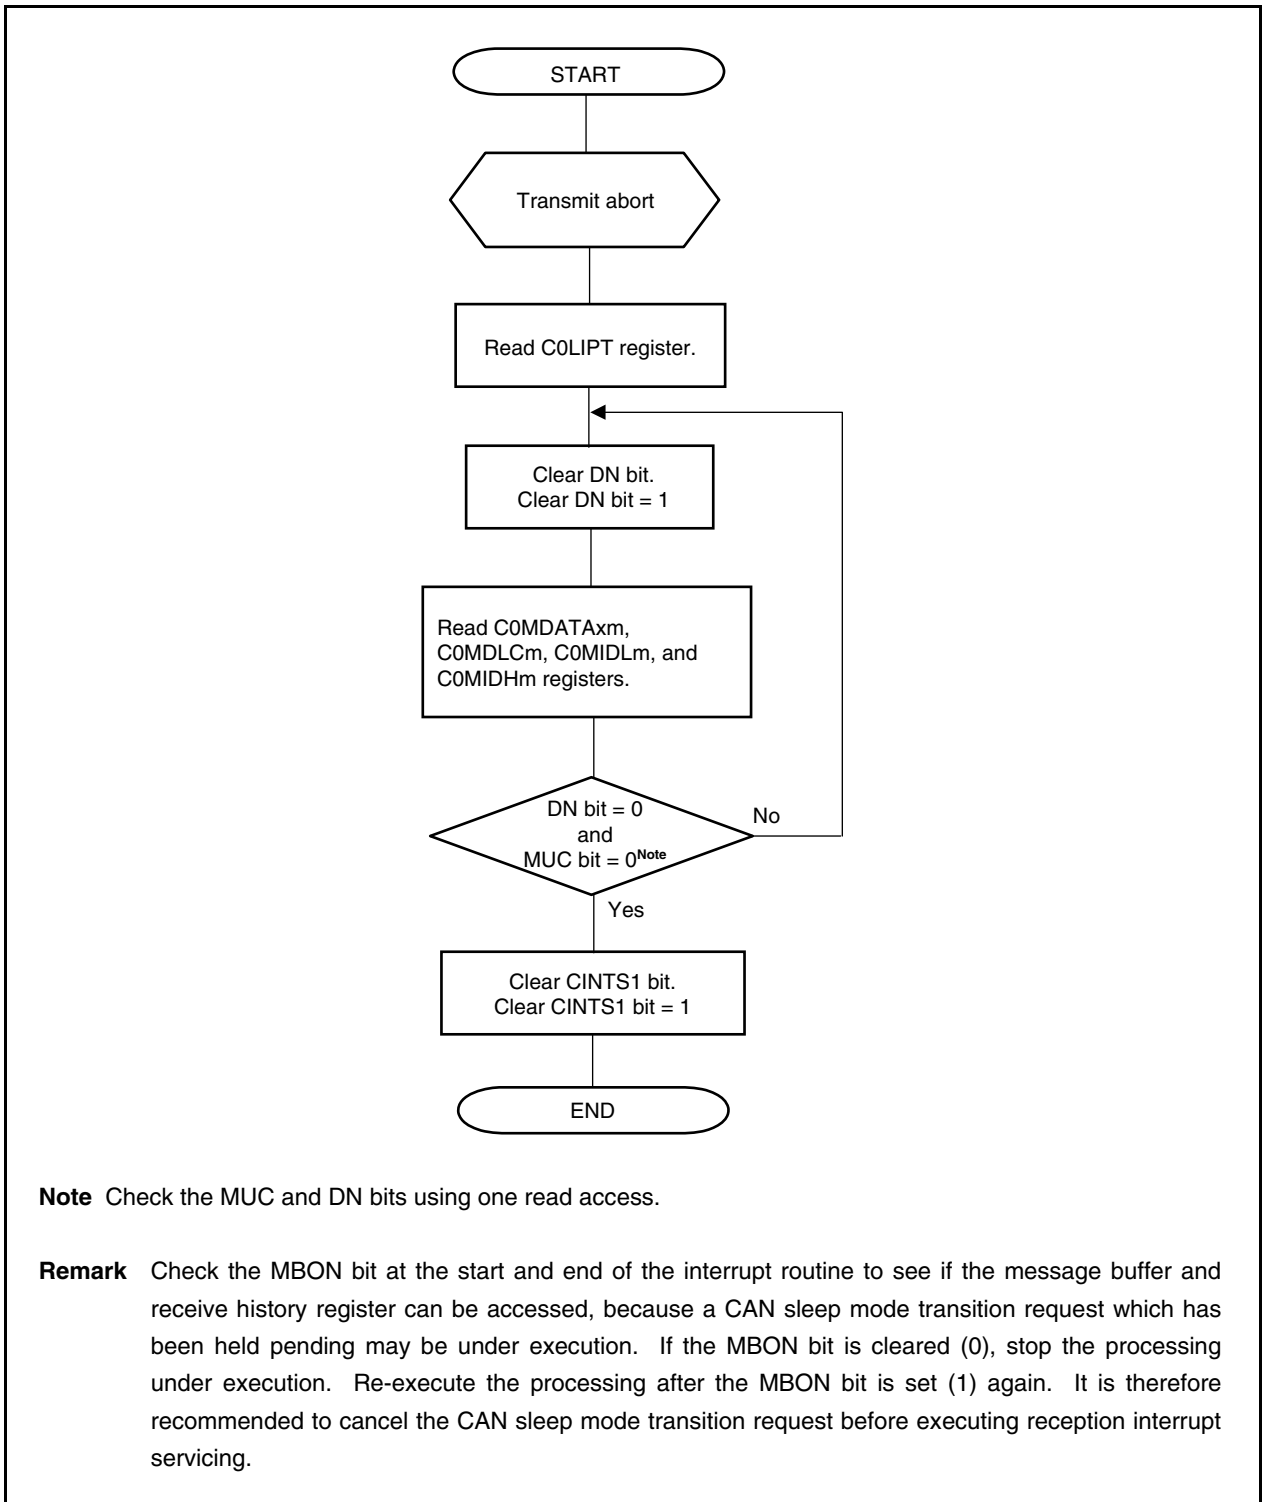 START
Transmit abort
Read C0LIPT register.
Clear DN bit.
Clear DN bit = 1
Read C0MDATAxm,
C0MDLCm, C0MIDLm, and
C0MIDHm registers.
DN bit = 0
and
MUC bit = 0Note
No
Yes
Clear CINTS1 bit.
Clear CINTS1 bit = 1
END
Note Check the MUC and DN bits using one read access.
Remark Check the MBON bit at the start and end of the interrupt routine to see if the message buffer and
receive history register can be accessed, because a CAN sleep mode transition request which has
been held pending may be under execution. If the MBON bit is cleared (0), stop the processing
under execution. Re-execute the processing after the MBON bit is set (1) again. It is therefore
recommended to cancel the CAN sleep mode transition request before executing reception interrupt
servicing.